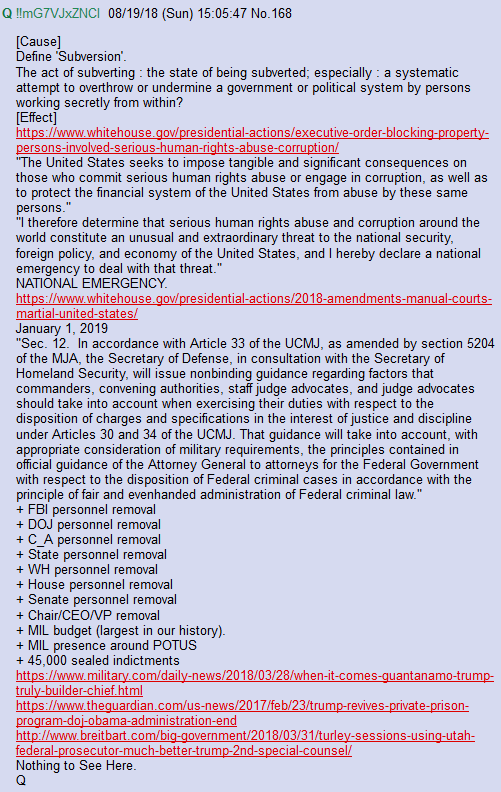 Q !!mG7VJxZNCI 08/19/18 (Sun) 15:05:47 No.168
[Cause]
Define 'Subversion'.
The act of subverting : the state of being subverted; especially : a systematic
attempt to overthrow or undermine a government or political system by persons
working secretly from within?
[Effect]
https://www.whitehouse.gov/presidential-actions/executive-order-blocking-property-
persons-involved-serious-human-rights-abuse-corruption/
"The United States seeks to impose tangible and significant consequences on
those who commit serious human rights abuse or engage in corruption, as well as
to protect the financial system of the United States from abuse by these same
persons."
"I therefore determine that serious human rights abuse and corruption around the
world constitute an unusual and extraordinary threat to the national security,
foreign policy, and economy of the United States, and I hereby declare a national
emergency to deal with that threat."
NATIONAL EMERGENCY.
https://www.whitehouse.gov/presidential-actions/2018-amendments-manual-courts-
martial-united-states/
January 1, 2019
"Sec. 12.  In accordance with Article 33 of the UCMJ, as amended by section 5204
of the MJA, the Secretary of Defense, in consultation with the Secretary of
Homeland Security, will issue nonbinding guidance regarding factors that
commanders, convening authorities, staff judge advocates, and judge advocates
should take into account when exercising their duties with respect to the
disposition of charges and specifications in the interest of justice and discipline
under Articles 30 and 34 of the UCMJ. That guidance will take into account, with
appropriate consideration of military requirements, the principles contained in
official guidance of the Attorney General to attorneys for the Federal Government
with respect to the disposition of Federal criminal cases in accordance with the
principle of fair and evenhanded administration of Federal criminal law."
+ FBI personnel removal
+ DOJ personnel removal
+ C_A personnel removal
+ State personnel removal
+ WH personnel removal
+ House personnel removal
+ Senate personnel removal
+ Chair/CEO/VP removal
+ MIL budget (largest in our history).
+ MIL presence around POTUS
+ 45,000 sealed indictments
https://www.military.com/daily-news/2018/03/28/when-it-comes-guantanamo-trump-
truly-builder-chief.html
https://www.theguardian.com/us-news/2017/feb/23/trump-revives-private-prison-
program-doj-obama-administration-end
http://www.breitbart.com/big-government/2018/03/31/turley-sessions-using-utah-
federal-prosecutor-much-better-trump-2nd-special-counsel/
Nothing to See Here.
Q